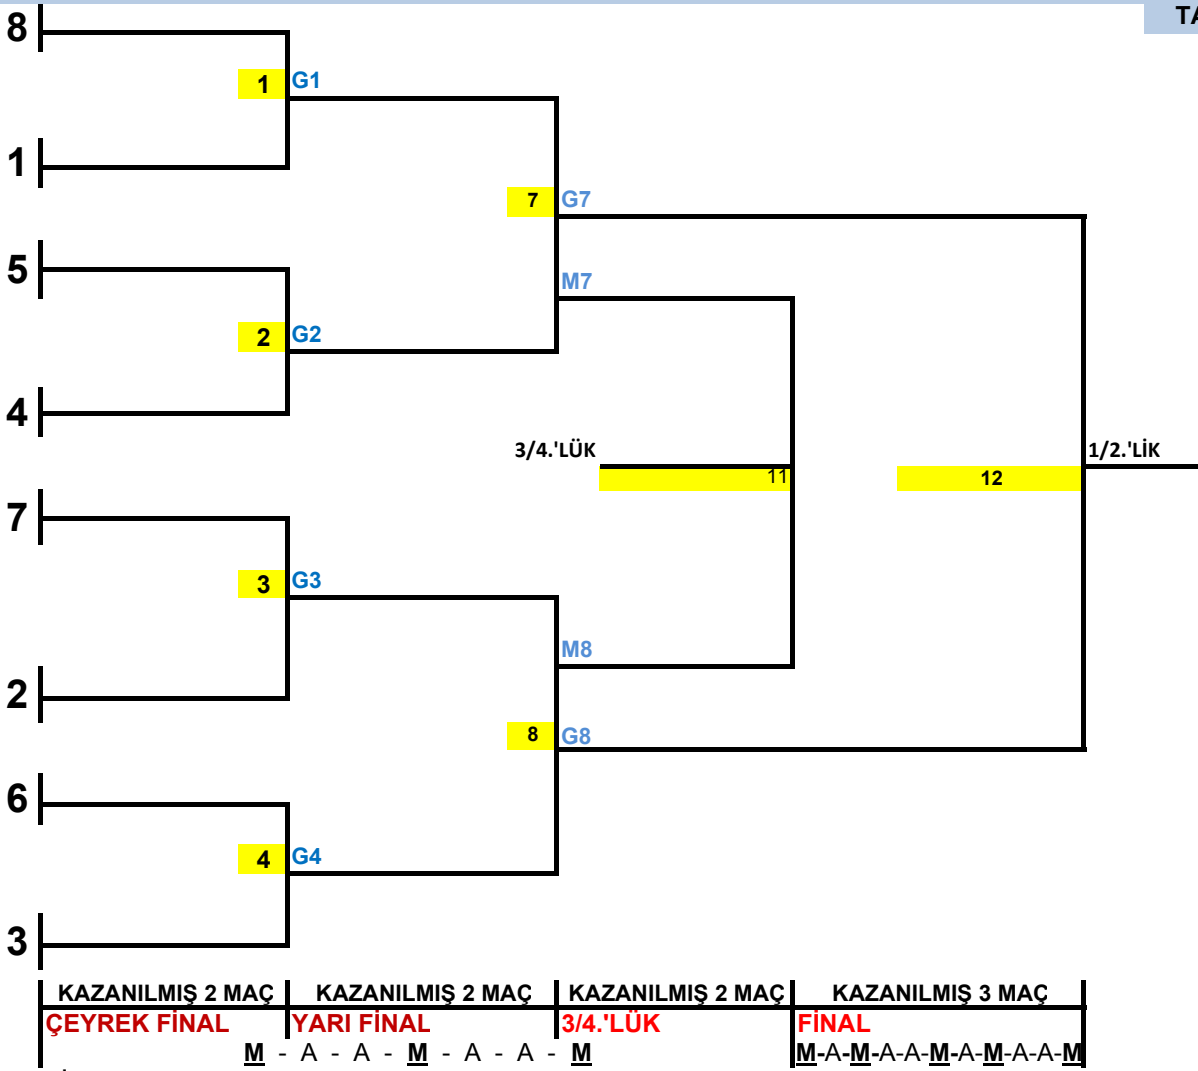 TA
8
1 G1
1
7 G7
5
M7
2 G2
4
3/4.'LÜK
1/2.'LİK
11
12
7
3 G3
M8
2
8 G8
6
4 G4
3
KAZANILMIŞ 2 MAÇ KAZANILMIŞ 2 MAÇ KAZANILMIŞ 2 MAÇ KAZANILMIŞ 3 MAÇ
ÇEYREK FİNAL YARI FİNAL 3/4.'LÜK FİNAL
M - A - A - M - A - A - M M-A-M-A-A-M-A-M-A-A-M